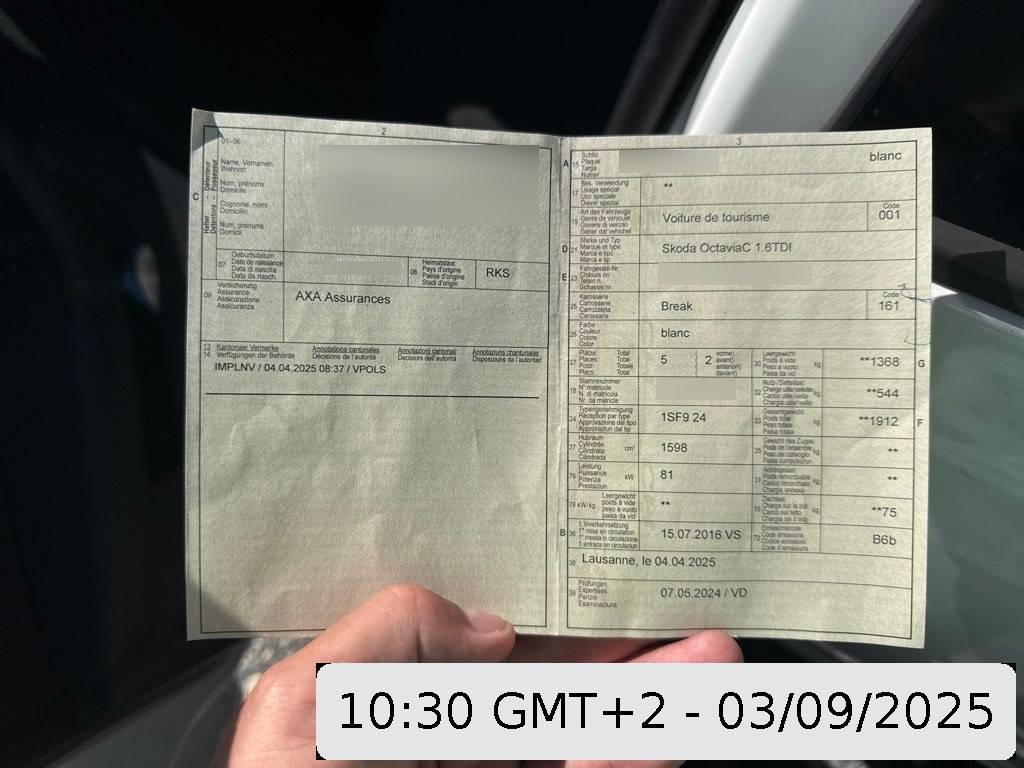 2
01-06
C
Name, Vornamen
Wohnort
Nom, prénoms
Domicile
Cognome, nomi
Domicilio
Num, prenums
Domicil
07
Geburtsdatum
Date de naissance
Data di nascita
Data da nasch.
08
Heimatstaat
Pays d'origine
Paese d'origine
Stadi d'origin
RKS
09
Versicherung
Assurance
Assicurazione
Assicuranza
AXA Assurances
13 Kantonale Vermerke Annotations cantonales Annotazioni cantonali Annotaziuns chantunalas
14 Verfügungen der Behörde Décisions de l'autorité Decisioni dell'autorità Disposiziuns da l'autoritad
IMPLNV / 04.04.2025 08:37 / VPOLS
3
A 15
Schild
Plaque
Targa
Numer
blanc
17
Bes. Verwendung
Usage spécial
Uso speciale
Diever spezial
**
19
Art des Fahrzeugs
Genre de véhicule
Genere di veicolo
Gener dal vehichel
Voiture de tourisme
Code
001
D 21
Marke und Typ
Marque et type
Marca e tipo
Marca e tip
Skoda OctaviaC 1.6TDI
E 23
Fahrgestell-Nr.
Châssis no
Telaio n.
Schassis nr.
25
Karosserie
Carrosserie
Carrozzeria
Carossaria
Break
Code
161
26
Farbe
Couleur
Colore
Color
blanc
27
Plätze: Total
Places: Total
Posti: Totale
Plazs: Total
5
2
vorne)
avant)
anteriori)
davant)
30
Leergewicht
Poids à vide
Peso a vuoto
Paisa da vid
kg
**1368
G
18
Stammnummer
N° matricule
N. di matricola
Nr. da matricla
32
Nutz-/Sattellast
Charge utile/sellette
Carico utile/sella
Chargia utile/sella
kg
**544
24
Typengenehmigung
Réception par type
Approvazione del tipo
Approvaziun dal tip
1SF9 24
33
Gesamtgewicht
Poids total
Peso totale
Paisa totala
kg
**1912
F
37
Hubraum
Cylindrée
Cilindrata
Cilindrada
cm³
1598
35
Gewicht des Zuges
Poids de l'ensemble
Peso del convoglio
Paisa cumposiziun
kg
**
76
Leistung
Puissance
Potenza
Prestaziun
kW
81
31
Anhängelast
Poids remorquable
Carico rimorchiato
Chargia annexa
kg
**
78 kW/kg
Leergewicht
poids à vide
peso a vuoto
paisa da vid
**
55
Dachlast
Charge sur le toit
Carico sul tetto
Chargia sin il tetg
kg
**75
B 36
1. Inverkehrsetzung
1re mise en circulation
1a messa in circolazione
1. entrada en circulaziun
15.07.2016 VS
72
Emissionscode
Code émissions
Codice emissioni
Code d'emissiuns
B6b
38
Lausanne, le 04.04.2025
39
Prüfungen
Expertises
Perizie
Examinaziuns
07.05.2024 / VD
10:30 GMT+2 - 03/09/2025